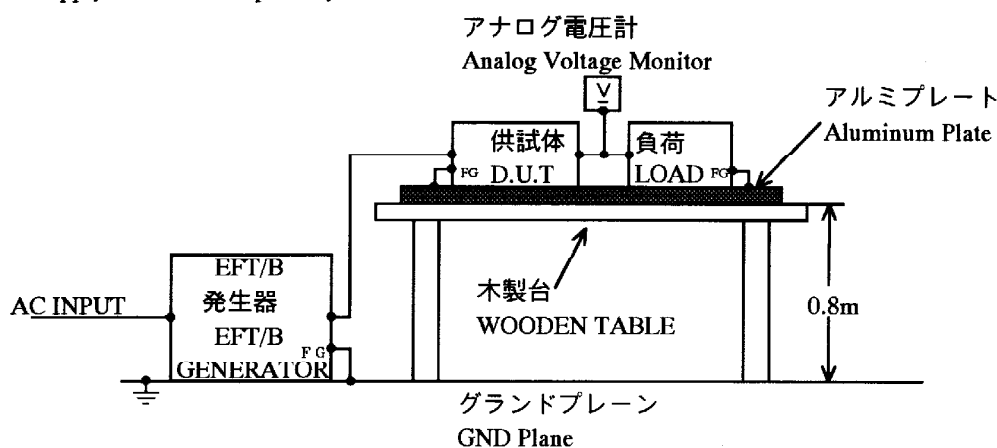 アナログ電圧計
Analog Voltage Monitor
V
アルミプレート
Aluminum Plate
供試体
FG D.U.T
負荷
LOAD FG
EFT/B
発生器
EFT/B
FG
GENERATOR
AC INPUT
木製台
WOODEN TABLE
0.8m
グランドプレーン
GND Plane